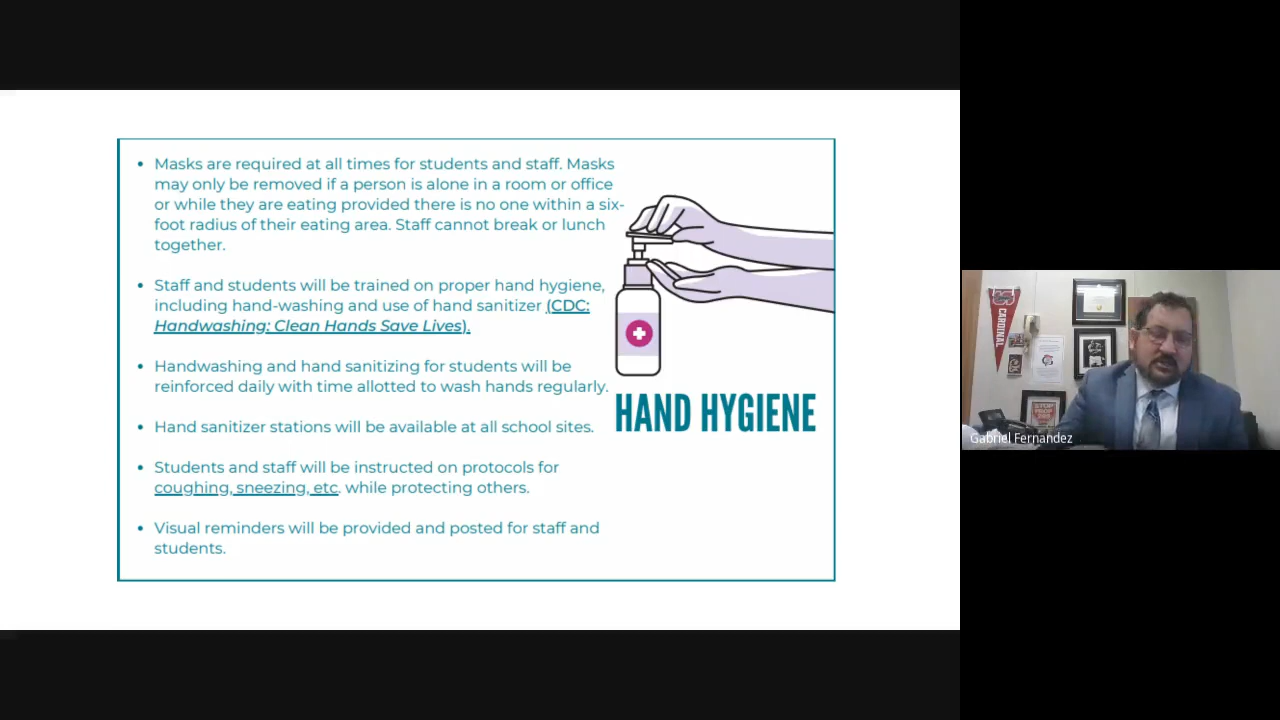 Masks are required at all times for students and staff. Masks
may only be removed if a person is alone in a room or office
or while they are eating provided there is no one within a six-
foot radius of their eating area. Staff cannot break or lunch
together.
Staff and students will be trained on proper hand hygiene,
including hand-washing and use of hand sanitizer (CDC:
Handwashing: Clean Hands Save Lives).
Handwashing and hand sanitizing for students will be
reinforced daily with time allotted to wash hands regularly.
Hand sanitizer stations will be available at all school sites.
Students and staff will be instructed on protocols for
coughing, sneezing, etc. while protecting others.
Visual reminders will be provided and posted for staff and
students.
HAND HYGIENE
CARDINAL
STOP
Gabriel Fernandez